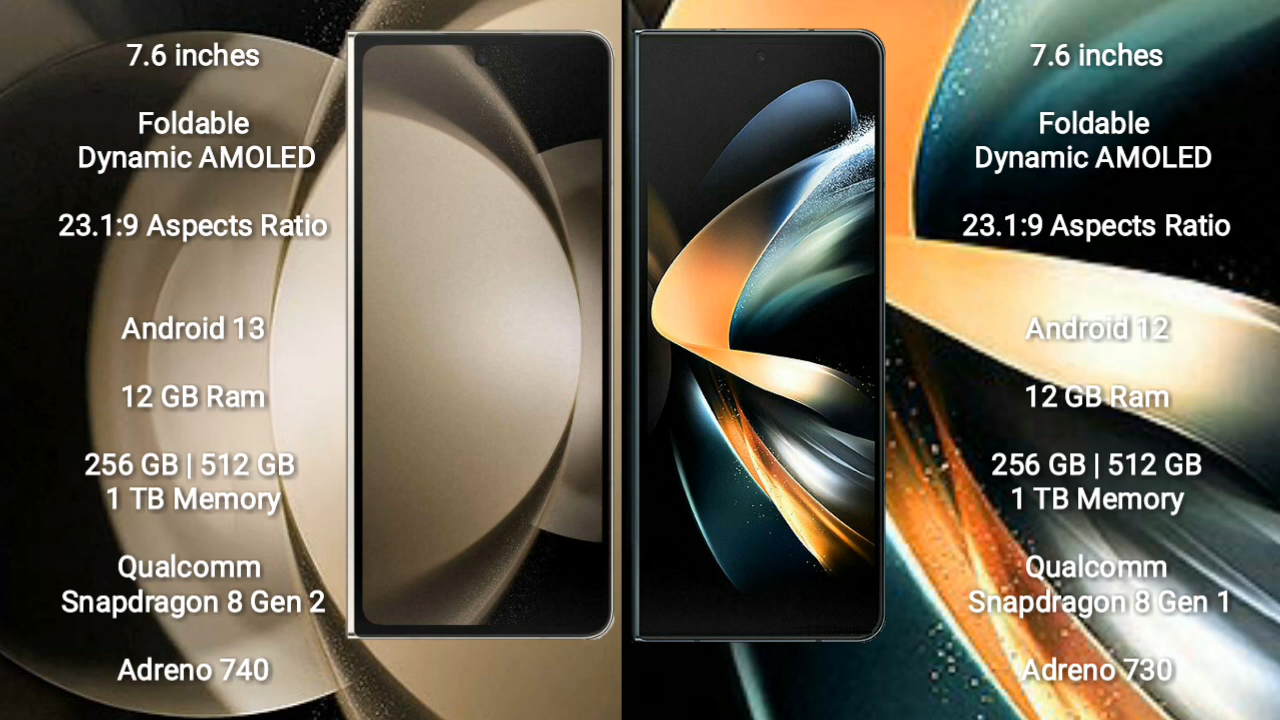 7.6 inches
Foldable
Dynamic AMOLED
23.1:9 Aspects Ratio
Android 13
12 GB Ram
256 GB | 512 GB
1 TB Memory
Qualcomm
Snapdragon 8 Gen 2
Adreno 740
7.6 inches
Foldable
Dynamic AMOLED
23.1:9 Aspects Ratio
Android 12
12 GB Ram
256 GB | 512 GB
1 TB Memory
Qualcomm
Snapdragon 8 Gen 1
Adreno 730